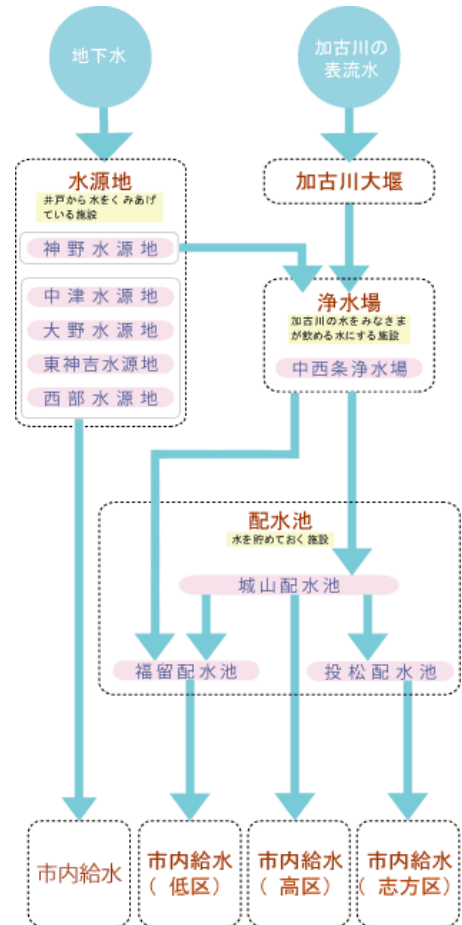 地下水
加古川の
表流水
水源地
井戸から水をくみあげ
ている施設
神野水源地
中津水源地
大野水源地
東神吉水源地
西部水源地
加古川大堰
浄水場
加古川の水をみなさま
が飲める水にする施設
中西条浄水場
配水池
水を貯めておく施設
城山配水池
福留配水池
投松配水池
市内給水
市内給水
(低区)
市内給水
(高区)
市内給水
(志方区)